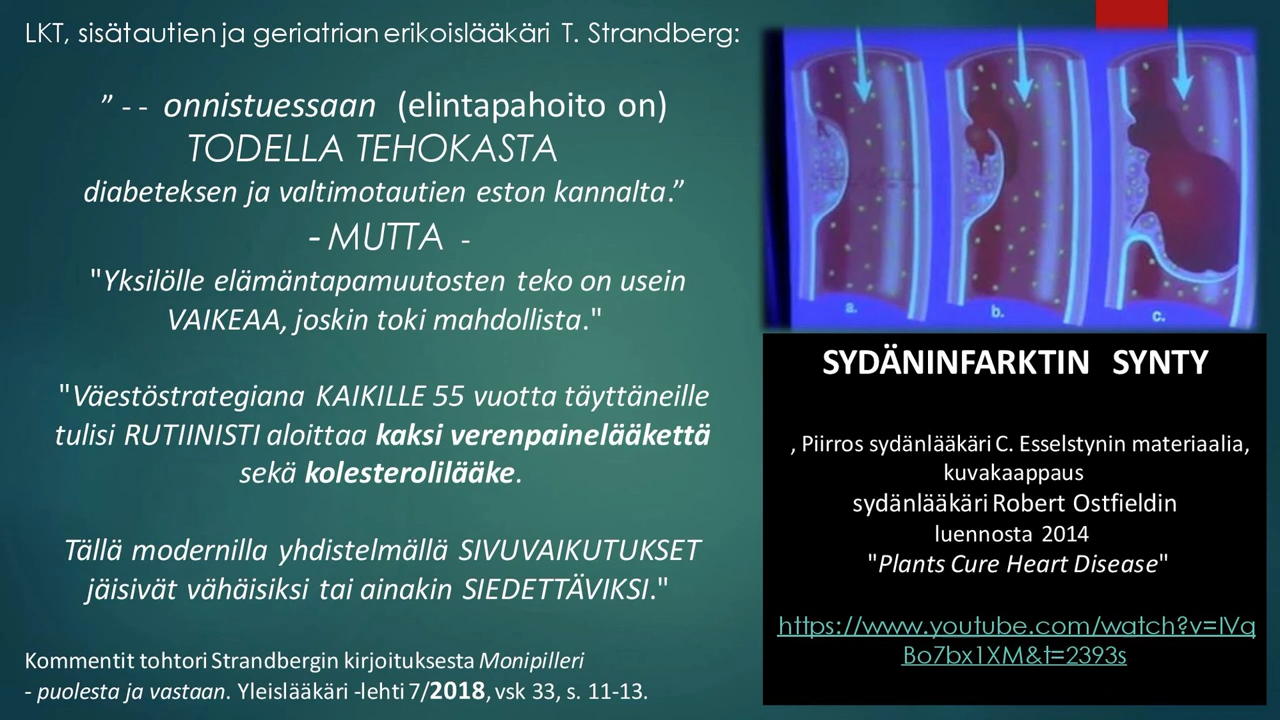 LKT, sisätautien ja geriatrian erikoislääkäri T. Strandberg:
” - - onnistuessaan (elintapahoito on)
TODELLA TEHOKASTA
diabeteksen ja valtimotautien eston kannalta.”
- MUTTA -
"Yksilölle elämäntapamuutosten teko on usein
VAIKEAA, joskin toki mahdollista."
"Väestöstrategiana KAIKILLE 55 vuotta täyttäneille
tulisi RUTIINISTI aloittaa kaksi verenpainelääkettä
sekä kolesterolilääke.
Tällä modernilla yhdistelmällä SIVUVAIKUTUKSET
jäisivät vähäisiksi tai ainakin SIEDETTÄVIKSI."
Kommentit tohtori Strandbergin kirjoituksesta Monipilleri
- puolesta ja vastaan. Yleislääkäri -lehti 7/2018, vsk 33, s. 11-13.
a.
b.
c.
SYDÄNINFARKTIN SYNTY
, Piirros sydänlääkäri C. Esselstynin materiaalia,
kuvakaappaus
sydänlääkäri Robert Ostfieldin
luennosta 2014
"Plants Cure Heart Disease"
https://www.youtube.com/watch?v=IVq
Bo7bx1XM&t=2393s